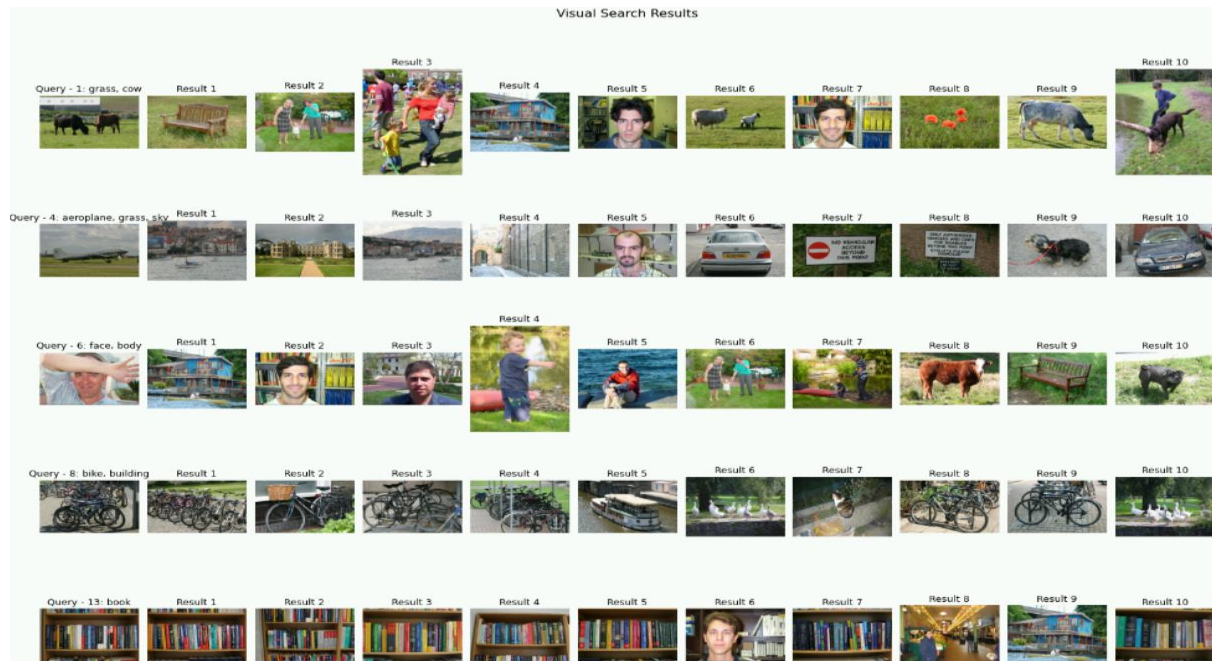 Visual Search Results
Query - 1: grass, cow
Result 1
Result 2
Result 3
Result 4
Result 5
Result 6
Result 7
Result 8
Result 9
Result 10
Query - 4: aeroplane, grass, sky
Result 1
Result 2
Result 3
Result 4
Result 5
Result 6
Result 7
Result 8
Result 9
Result 10
NO VEHICULAR
ACCESS
BEYOND
THIS POINT
Query - 6: face, body
Result 1
Result 2
Result 3
Result 4
Result 5
Result 6
Result 7
Result 8
Result 9
Result 10
Query - 8: bike, building
Result 1
Result 2
Result 3
Result 4
Result 5
Result 6
Result 7
Result 8
Result 9
Result 10
Query - 13: book
Result 1
Result 2
Result 3
Result 4
Result 5
Result 6
Result 7
Result 8
Result 9
Result 10